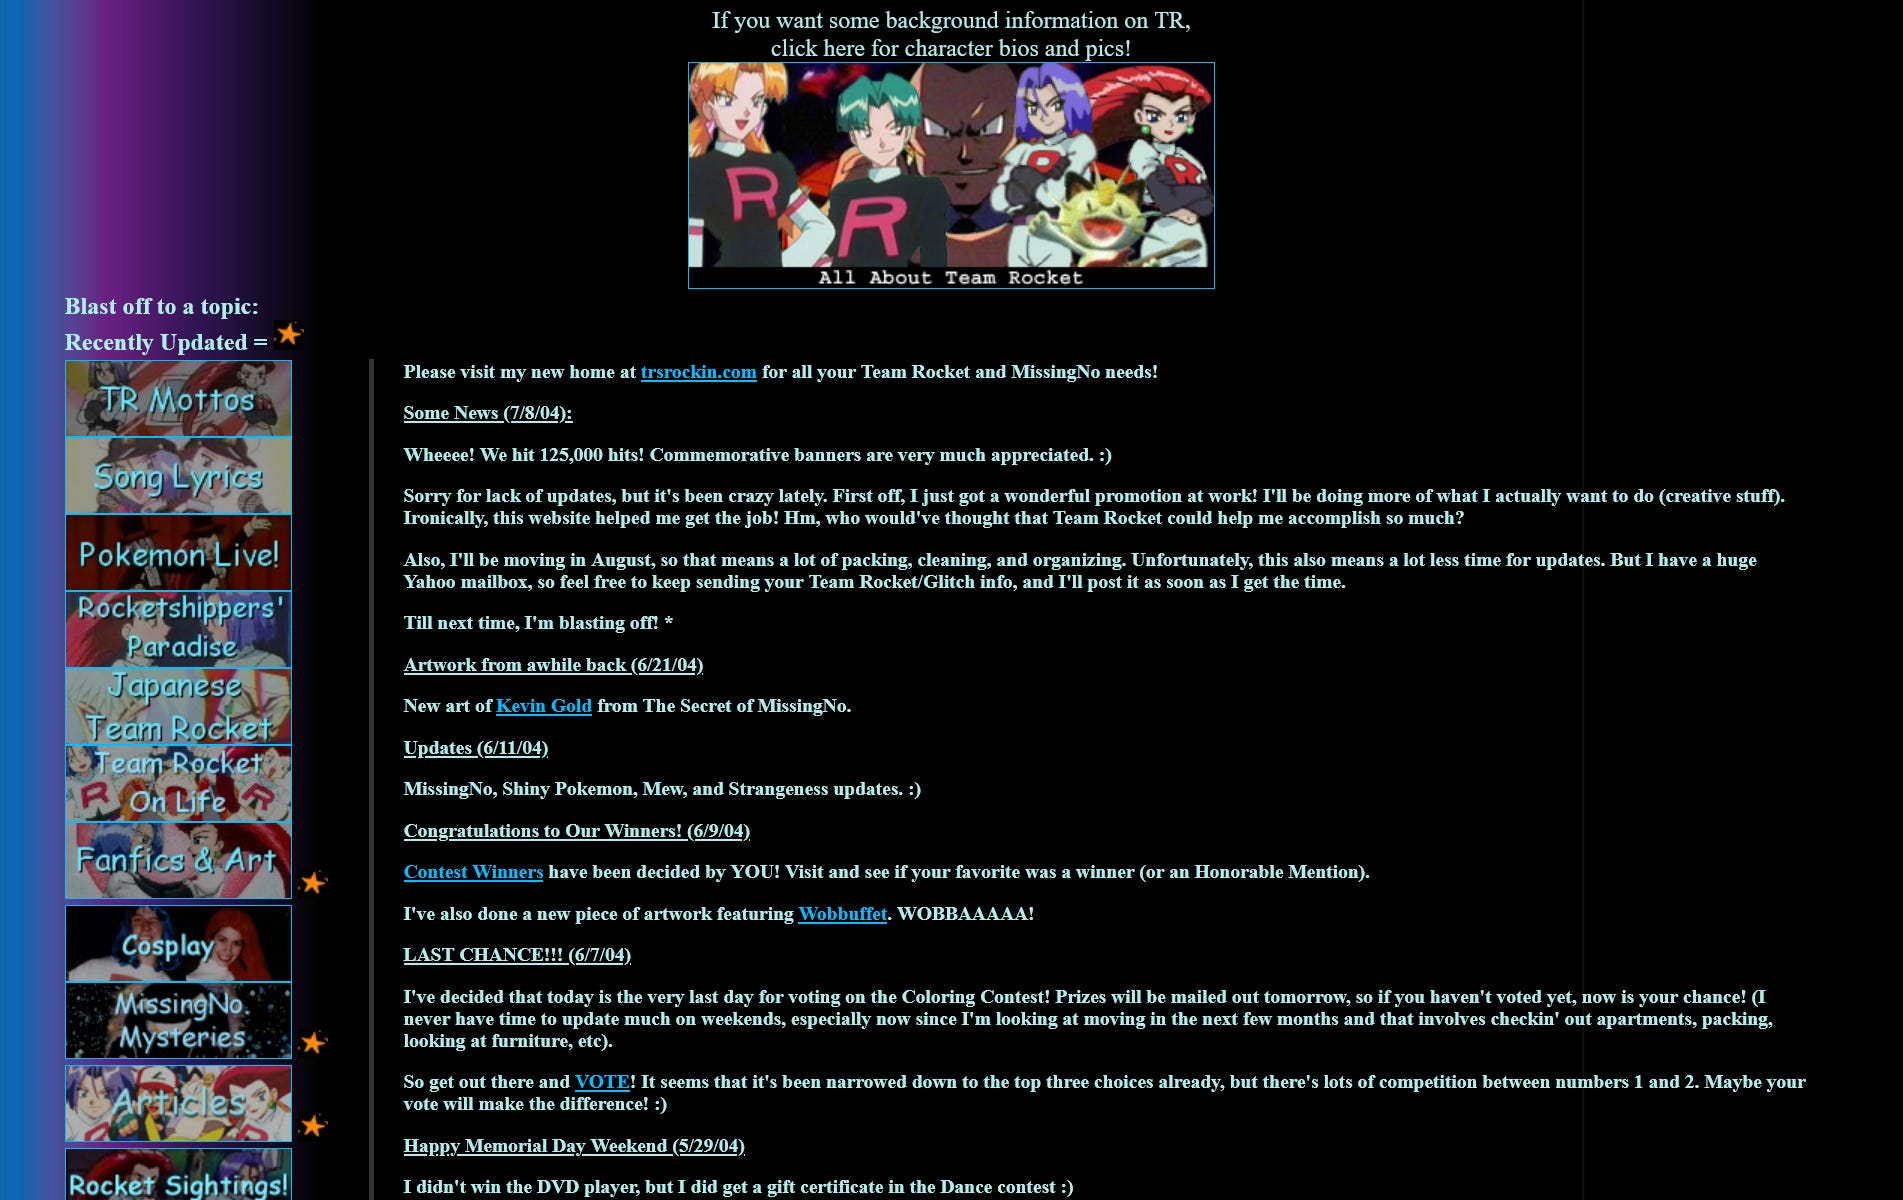 If you want some background information on TR,
click here for character bios and pics!
R
R
R
R
All About Team Rocket
Blast off to a topic:
Recently Updated =
TR Mottos
Song Lyrics
Pokemon Live!
Rocketshippers'
Paradise
Japanese
Team Rocket
Team Rocket
On Life
Fanfics & Art
Cosplay
MissingNo.
Mysteries
Articles
Rocket Sightings!
Please visit my new home at trsrockin.com for all your Team Rocket and MissingNo needs!
Some News (7/8/04):
Wheeee! We hit 125,000 hits! Commemorative banners are very much appreciated. :)
Sorry for lack of updates, but it's been crazy lately. First off, I just got a wonderful promotion at work! I'll be doing more of what I actually want to do (creative stuff).
Ironically, this website helped me get the job! Hm, who would've thought that Team Rocket could help me accomplish so much?
Also, I'll be moving in August, so that means a lot of packing, cleaning, and organizing. Unfortunately, this also means a lot less time for updates. But I have a huge
Yahoo mailbox, so feel free to keep sending your Team Rocket/Glitch info, and I'll post it as soon as I get the time.
Till next time, I'm blasting off! *
Artwork from awhile back (6/21/04)
New art of Kevin Gold from The Secret of MissingNo.
Updates (6/11/04)
MissingNo, Shiny Pokemon, Mew, and Strangeness updates. :)
Congratulations to Our Winners! (6/9/04)
Contest Winners have been decided by YOU! Visit and see if your favorite was a winner (or an Honorable Mention).
I've also done a new piece of artwork featuring Wobbuffet. WOBBAAAAA!
LAST CHANCE!!! (6/7/04)
I've decided that today is the very last day for voting on the Coloring Contest! Prizes will be mailed out tomorrow, so if you haven't voted yet, now is your chance! (I
never have time to update much on weekends, especially now since I'm looking at moving in the next few months and that involves checkin' out apartments, packing,
looking at furniture, etc).
So get out there and VOTE! It seems that it's been narrowed down to the top three choices already, but there's lots of competition between numbers 1 and 2. Maybe your
vote will make the difference! :)
Happy Memorial Day Weekend (5/29/04)
I didn't win the DVD player, but I did get a gift certificate in the Dance contest :)